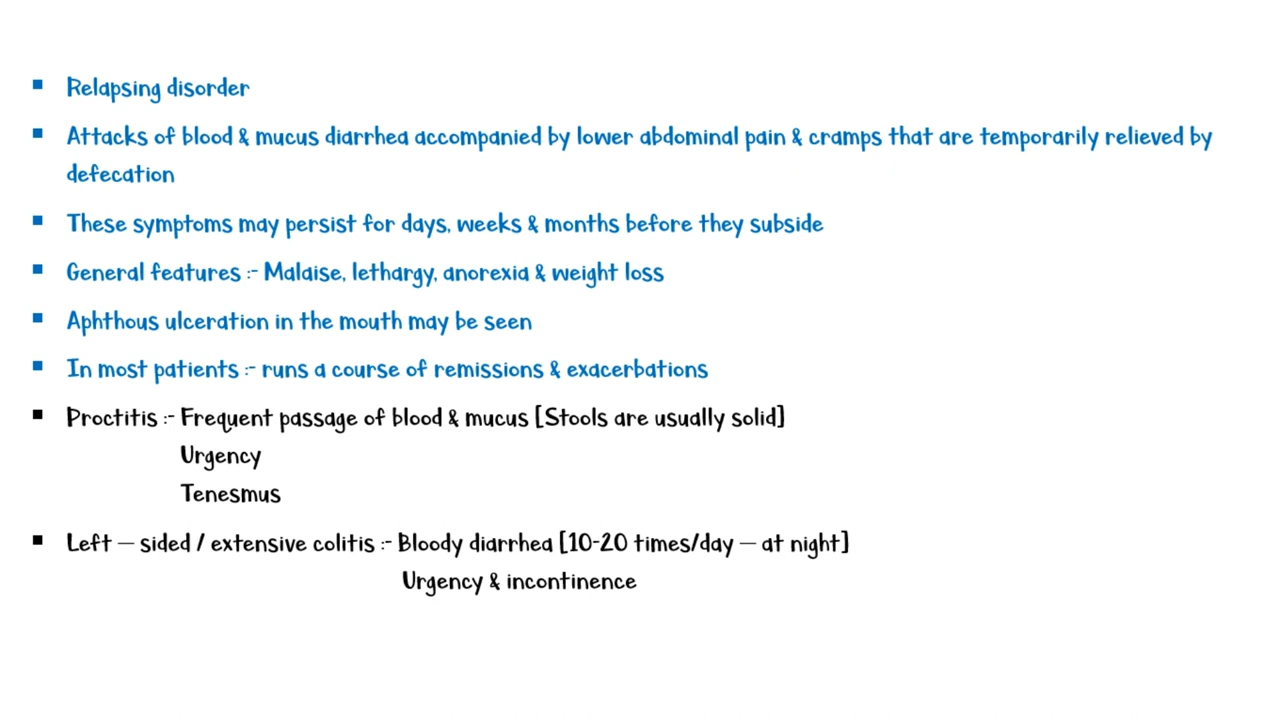 ▪ Relapsing disorder
▪ Attacks of blood & mucus diarrhea accompanied by lower abdominal pain & cramps that are temporarily relieved by
defecation
▪ These symptoms may persist for days, weeks & months before they subside
▪ General features :- Malaise, lethargy, anorexia & weight loss
▪ Aphthous ulceration in the mouth may be seen
▪ In most patients :- runs a course of remissions & exacerbations
▪ Proctitis :- Frequent passage of blood & mucus [Stools are usually solid]
Urgency
Tenesmus
▪ Left – sided / extensive colitis :- Bloody diarrhea [10-20 times/day – at night]
Urgency & incontinence